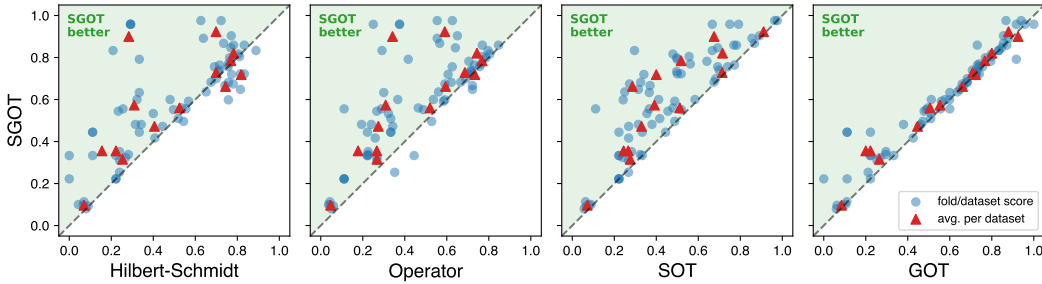 SGOT
1.0
0.8
0.6
0.4
0.2
0.0
SGOT
better
0.0 0.2 0.4 0.6 0.8 1.0
Hilbert-Schmidt
SGOT
better
0.0 0.2 0.4 0.6 0.8 1.0
Operator
SGOT
better
0.0 0.2 0.4 0.6 0.8 1.0
SOT
SGOT
better
fold/dataset score
avg. per dataset
0.0 0.2 0.4 0.6 0.8 1.0
GOT